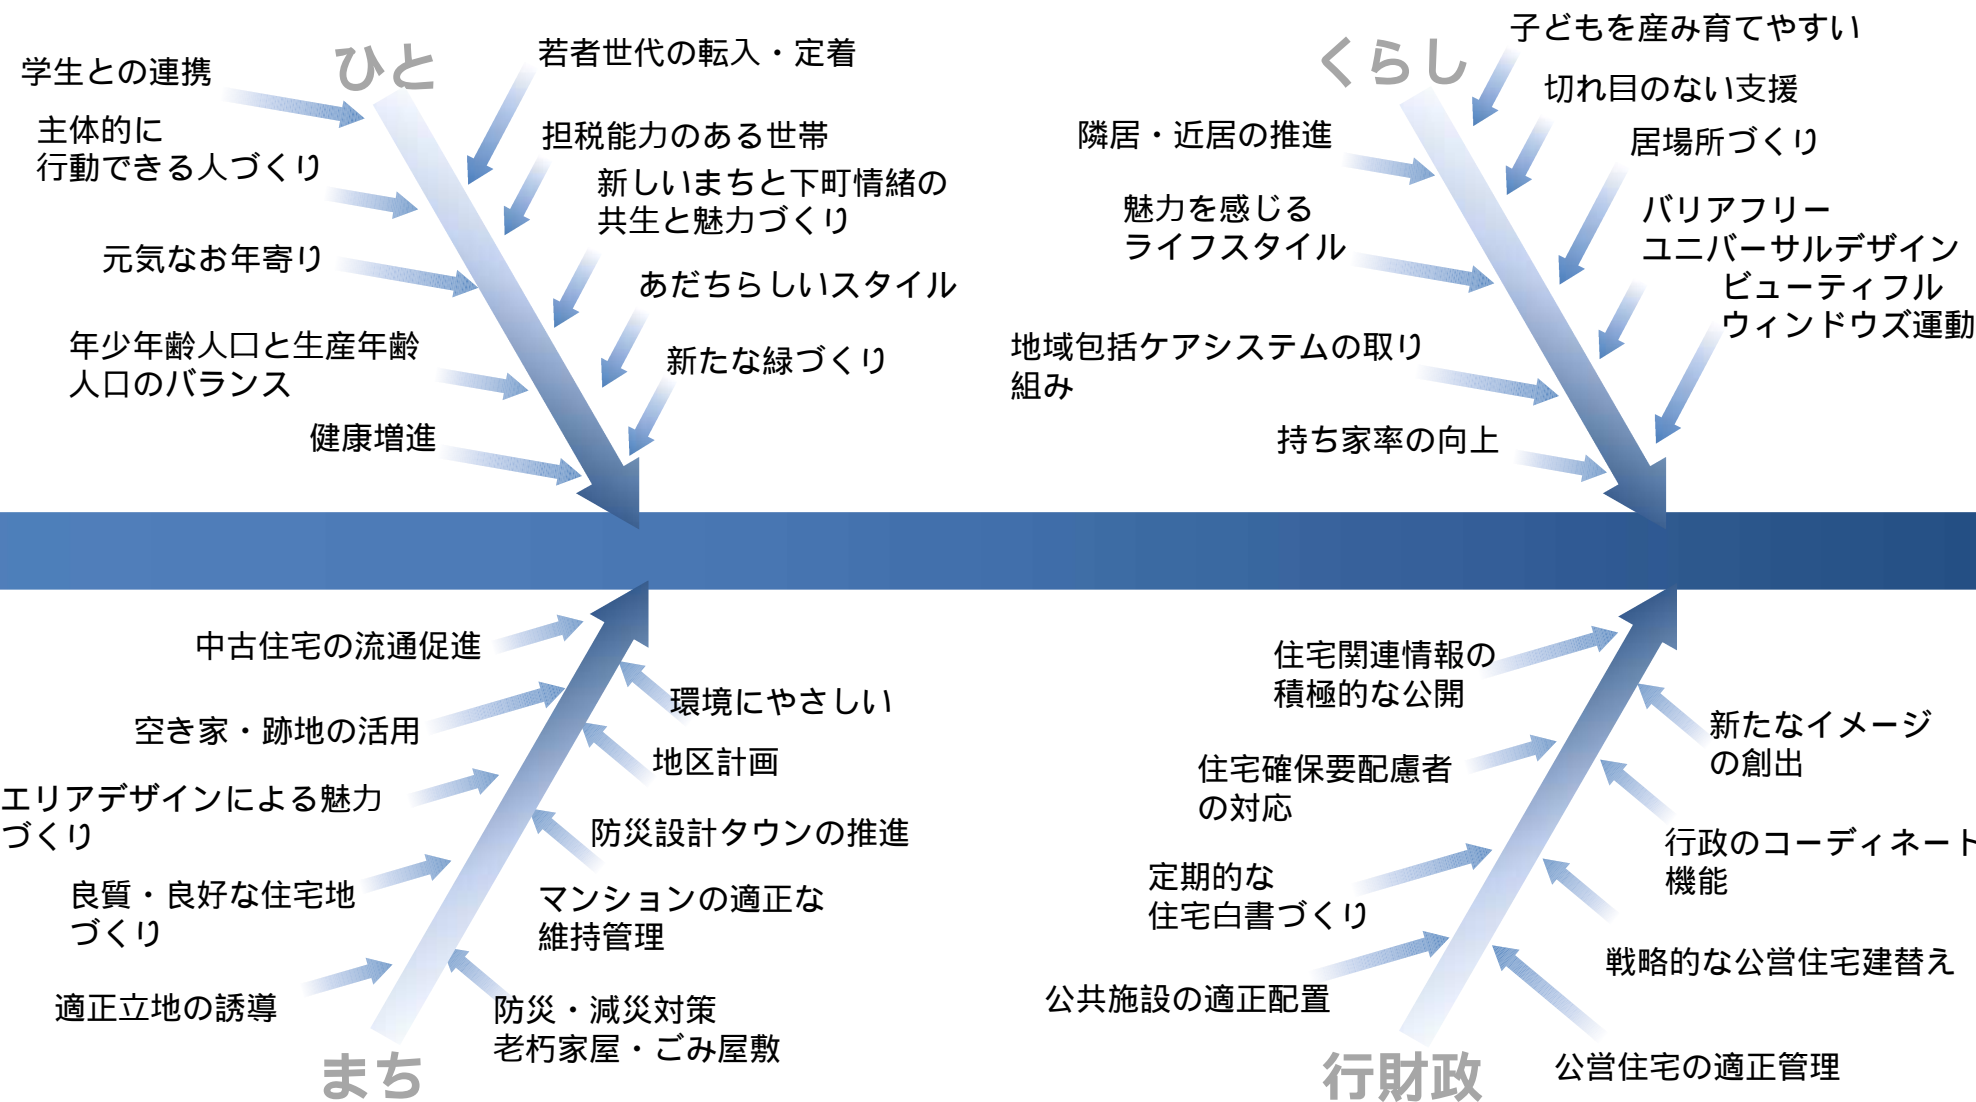 ひと
学生との連携
主体的に
行動できる人づくり
元気なお年寄り
年少年齢人口と生産年齢
人口のバランス
健康増進
若者世代の転入・定着
担税能力のある世帯
新しいまちと下町情緒の
共生と魅力づくり
あだちらしいスタイル
新たな緑づくり
くらし
隣居・近居の推進
魅力を感じる
ライフスタイル
地域包括ケアシステムの取り
組み
持ち家率の向上
子どもを産み育てやすい
切れ目のない支援
居場所づくり
バリアフリー
ユニバーサルデザイン
ビューティフル
ウィンドウズ運動
中古住宅の流通促進
空き家・跡地の活用
エリアデザインによる魅力
づくり
良質・良好な住宅地
づくり
適正立地の誘導
環境にやさしい
地区計画
防災設計タウンの推進
マンションの適正な
維持管理
防災・減災対策
老朽家屋・ごみ屋敷
まち
住宅関連情報の
積極的な公開
住宅確保要配慮者
の対応
定期的な
住宅白書づくり
公共施設の適正配置
新たなイメージ
の創出
行政のコーディネート
機能
戦略的な公営住宅建替え
公営住宅の適正管理
行財政